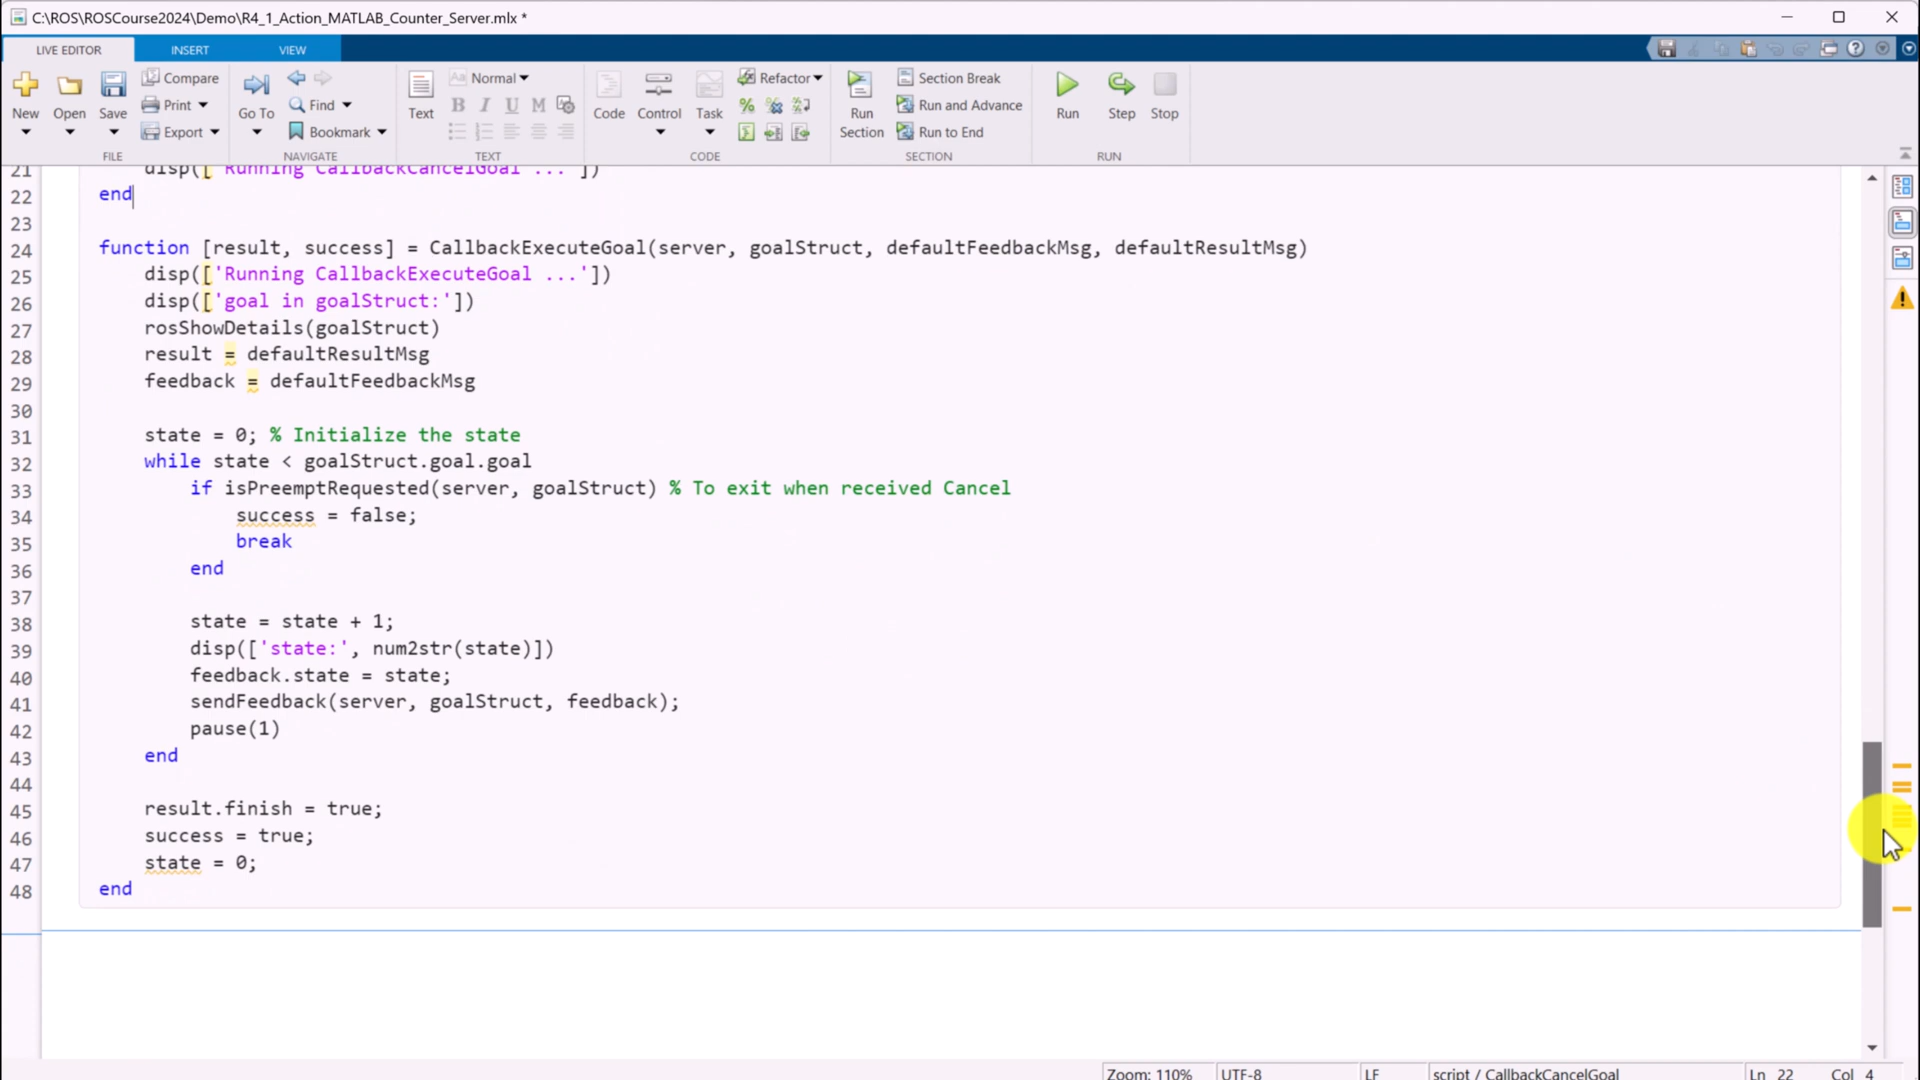 C:\ROS\ROSCourse2024\Demo\R4_1_Action_MATLAB_Counter_Server.mlx *
LIVE EDITOR INSERT VIEW
New Open Save Compare Print Export
FILE
Go To Find Bookmark
NAVIGATE
Text Normal
B I U M
TEXT
Code Control Task Refactor
CODE
Run Section Section Break Run and Advance Run to End
SECTION
Run Step Stop
RUN
21 disp(['Running CallbackCancelGoal ...'])
22 end
23
24 function [result, success] = CallbackExecuteGoal(server, goalStruct, defaultFeedbackMsg, defaultResultMsg)
25 disp(['Running CallbackExecuteGoal ...'])
26 disp(['goal in goalStruct:'])
27 rosShowDetails(goalStruct)
28 result = defaultResultMsg
29 feedback = defaultFeedbackMsg
30
31 state = 0; % Initialize the state
32 while state < goalStruct.goal.goal
33 if isPreemptRequested(server, goalStruct) % To exit when received Cancel
34 success = false;
35 break
36 end
37
38 state = state + 1;
39 disp(['state:', num2str(state)])
40 feedback.state = state;
41 sendFeedback(server, goalStruct, feedback);
42 pause(1)
43 end
44
45 result.finish = true;
46 success = true;
47 state = 0;
48 end
Zoom: 110% UTF-8 LF script / CallbackCancelGoal Ln 22 Col 4